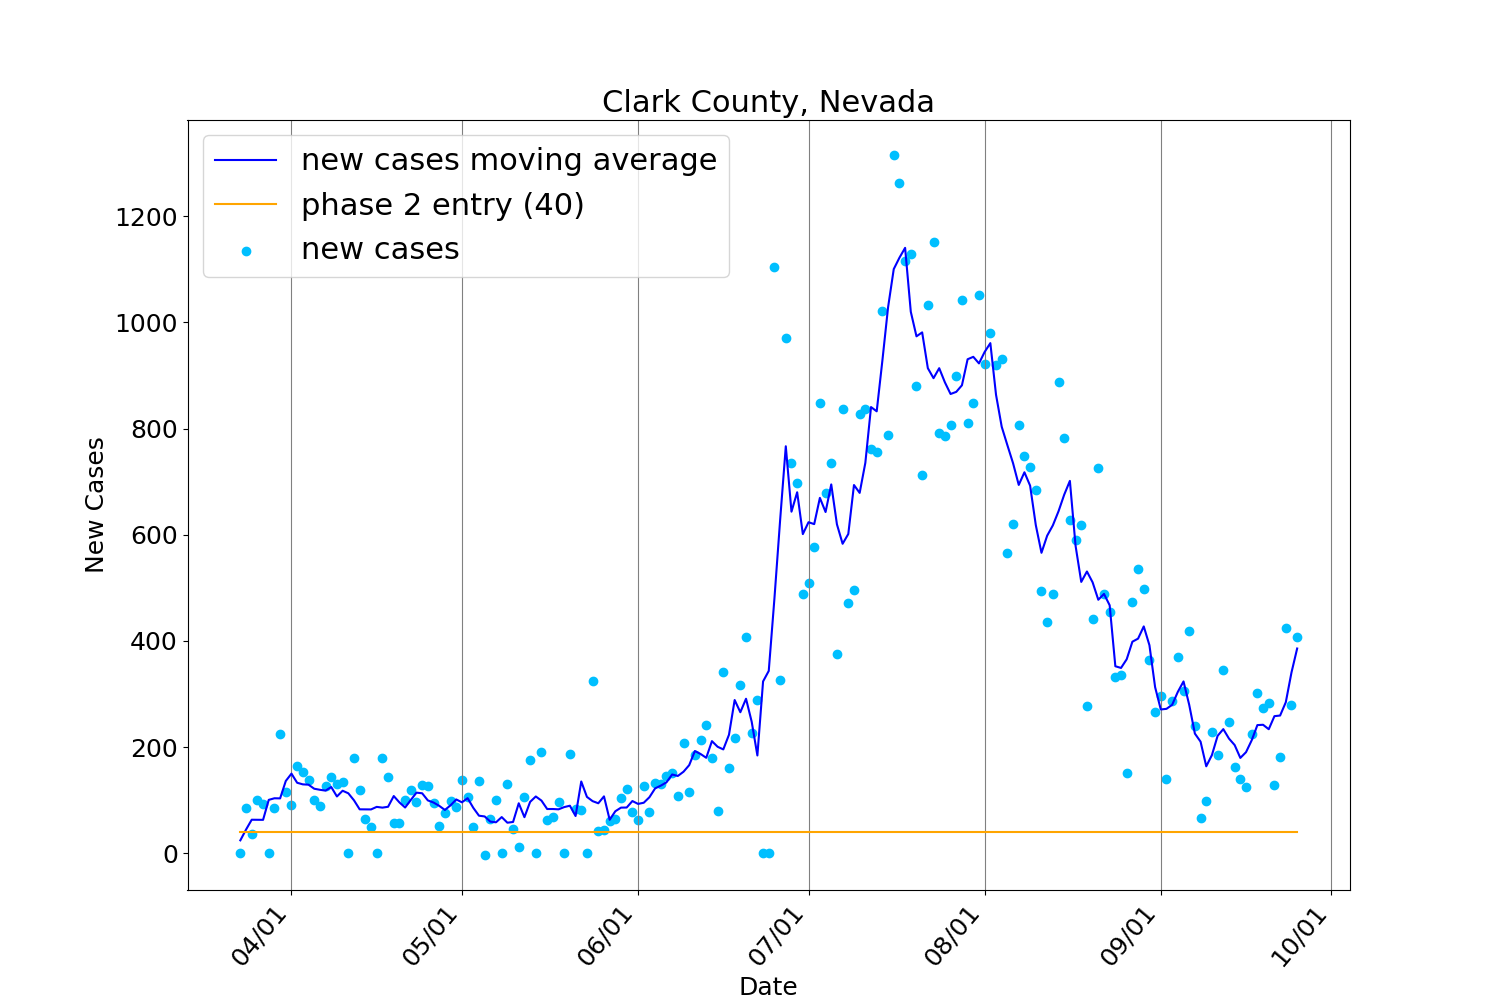 Clark County, Nevada
new cases moving average
phase 2 entry (40)
new cases
New Cases
1200
1000
800
600
400
200
0
04/01
05/01
06/01
07/01
08/01
09/01
10/01
Date